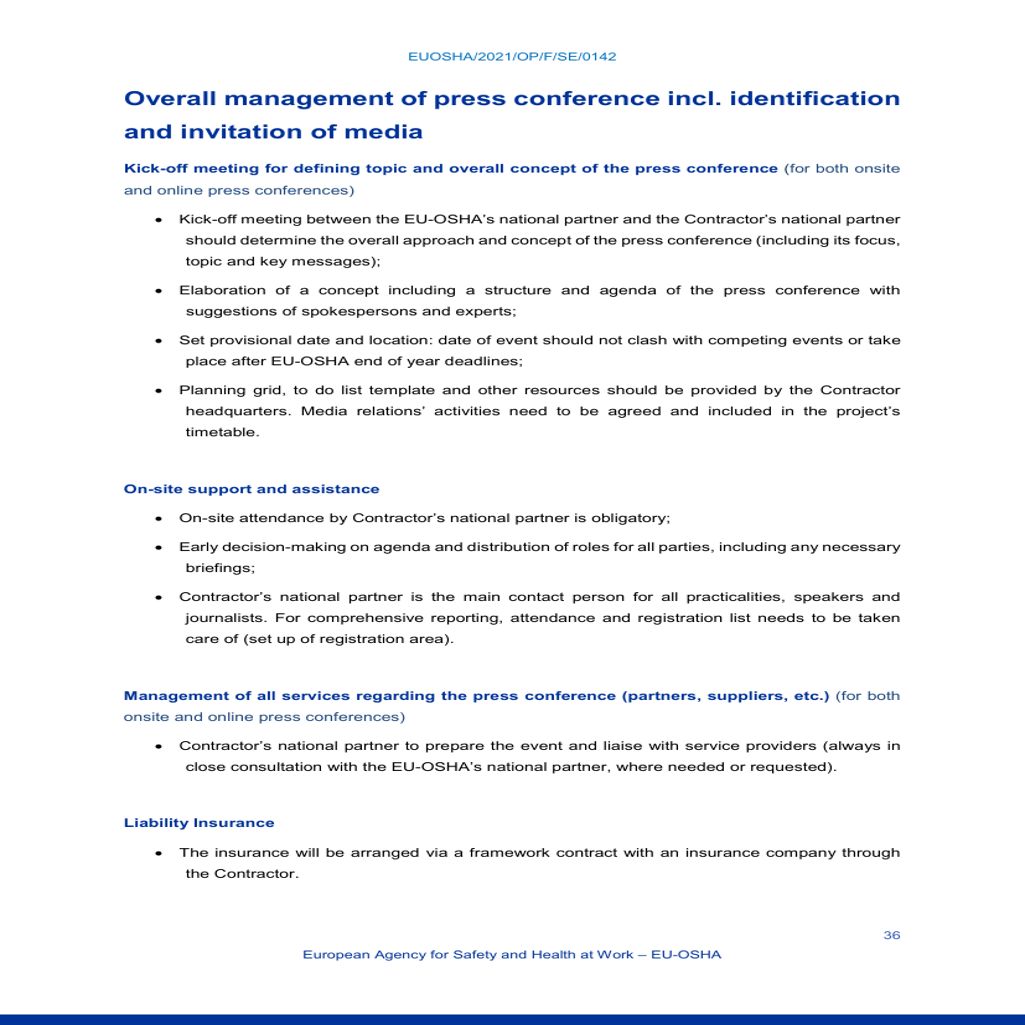 EUOSHA/2021/OP/F/SE/0142
Overall management of press conference incl. identification
and invitation of media
Kick-off meeting for defining topic and overall concept of the press conference (for both onsite
and online press conferences)
• Kick-off meeting between the EU-OSHA's national partner and the Contractor's national partner
should determine the overall approach and concept of the press conference (including its focus,
topic and key messages);
• Elaboration of a concept including a structure and agenda of the press conference with
suggestions of spokespersons and experts;
• Set provisional date and location: date of event should not clash with competing events or take
place after EU-OSHA end of year deadlines;
• Planning grid, to do list template and other resources should be provided by the Contractor
headquarters. Media relations' activities need to be agreed and included in the project's
timetable.
On-site support and assistance
• On-site attendance by Contractor's national partner is obligatory;
• Early decision-making on agenda and distribution of roles for all parties, including any necessary
briefings;
• Contractor's national partner is the main contact person for all practicalities, speakers and
journalists. For comprehensive reporting, attendance and registration list needs to be taken
care of (set up of registration area).
Management of all services regarding the press conference (partners, suppliers, etc.) (for both
onsite and online press conferences)
• Contractor's national partner to prepare the event and liaise with service providers (always in
close consultation with the EU-OSHA's national partner, where needed or requested).
Liability Insurance
• The insurance will be arranged via a framework contract with an insurance company through
the Contractor.
36
European Agency for Safety and Health at Work – EU-OSHA